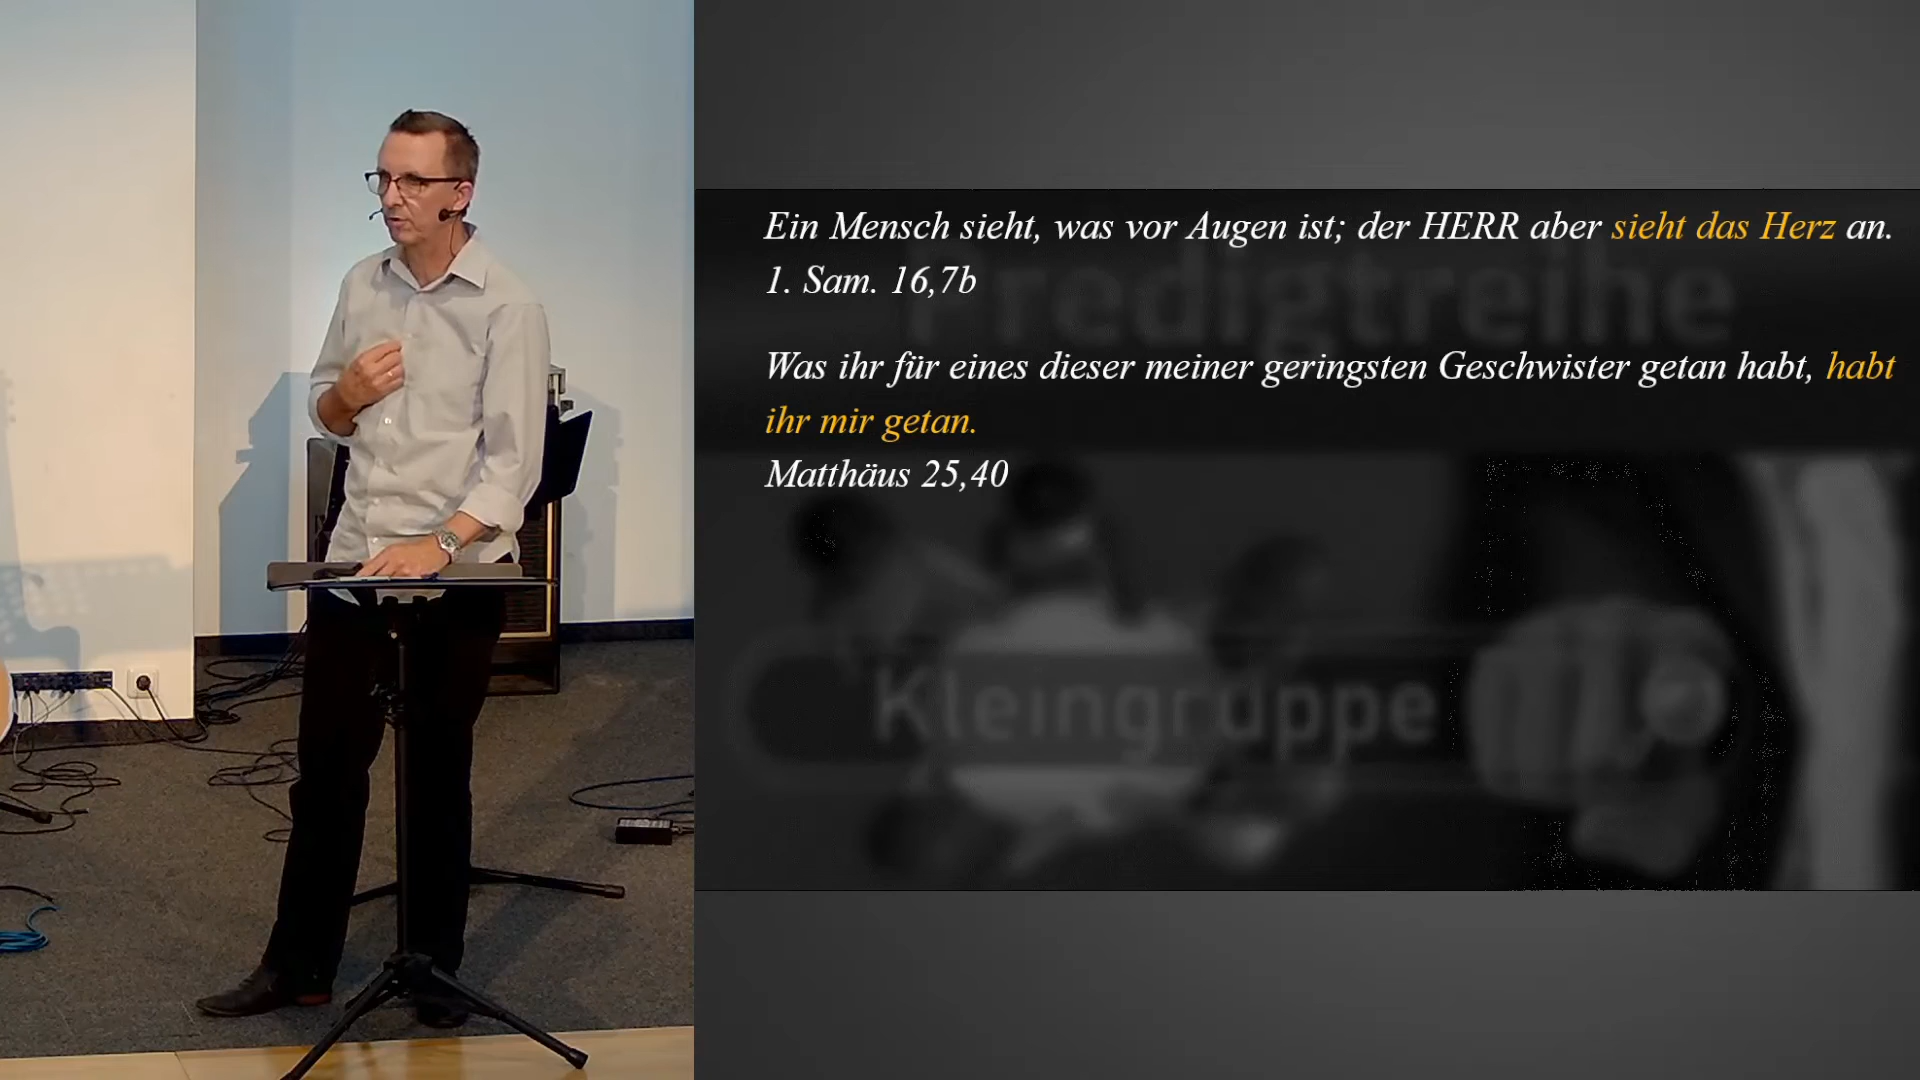 Ein Mensch sieht, was vor Augen ist; der HERR aber sieht das Herz an.
1. Sam. 16,7b
Predigtreihe
Was ihr für eines dieser meiner geringsten Geschwister getan habt, habt
ihr mir getan.
Matthäus 25,40
Kleingruppe